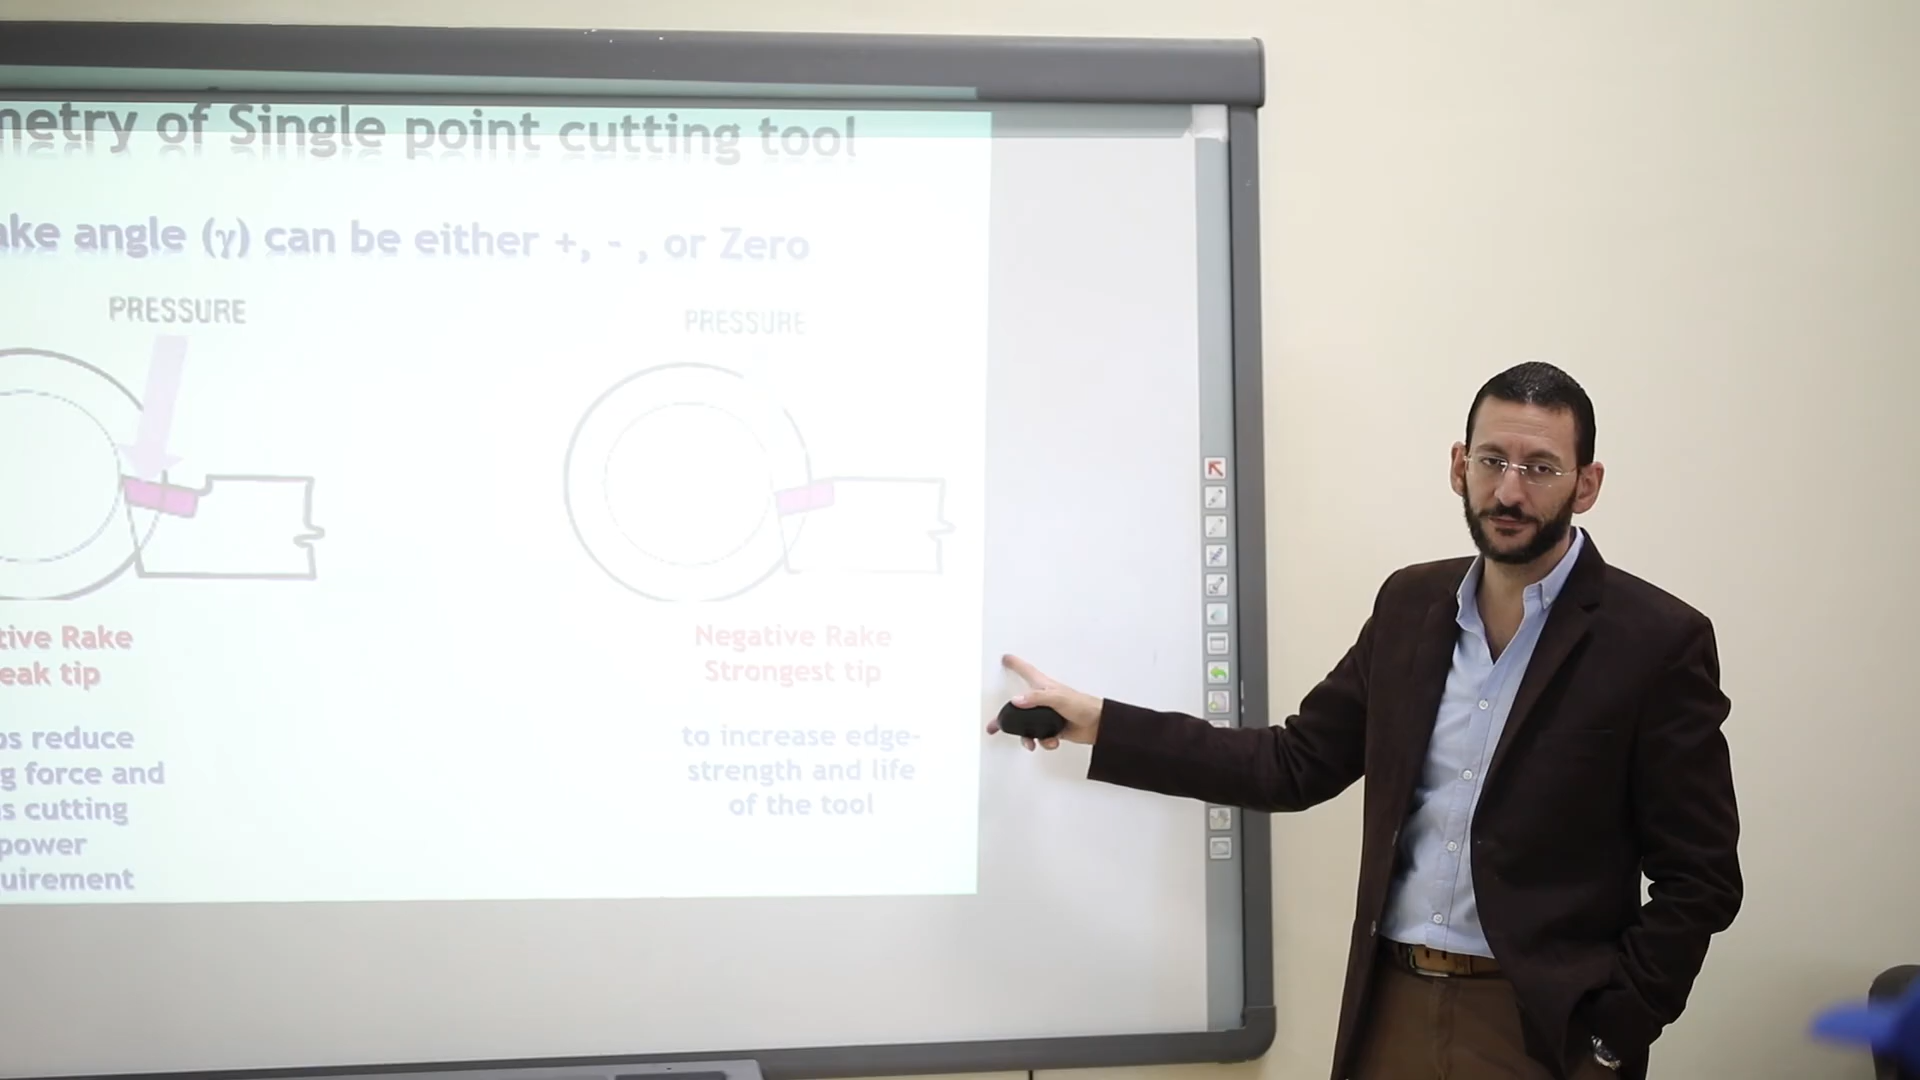 metry of Single point cutting tool
ake angle (γ) can be either +, - , or Zero
PRESSURE
PRESSURE
tive Rake
eak tip
ps reduce
g force and
s cutting
power
uirement
Negative Rake
Strongest tip
to increase edge-
strength and life
of the tool